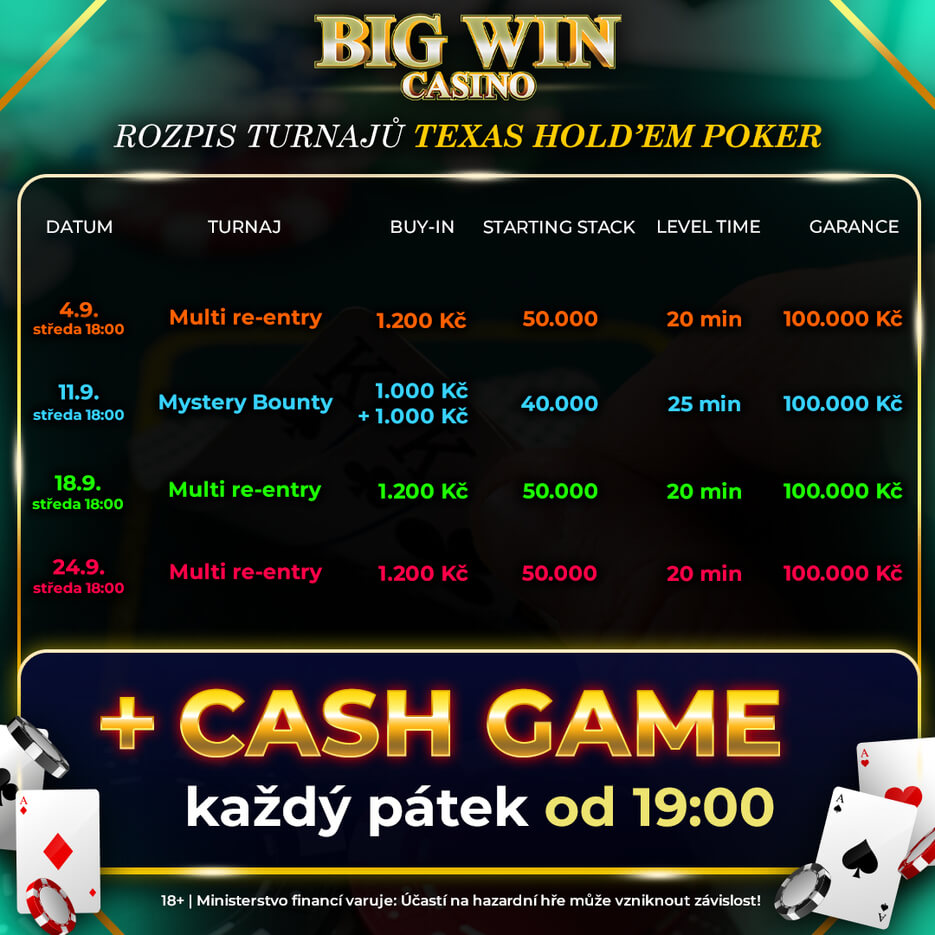 BIG WIN
CASINO
ROZPIS TURNAJŮ TEXAS HOLD’EM POKER
DATUM TURNAJ BUY-IN STARTING STACK LEVEL TIME GARANCE
4.9.
středa 18:00
Multi re-entry 1.200 Kč 50.000 20 min 100.000 Kč
11.9.
středa 18:00
Mystery Bounty 1.000 Kč
+ 1.000 Kč
40.000 25 min 100.000 Kč
18.9.
středa 18:00
Multi re-entry 1.200 Kč 50.000 20 min 100.000 Kč
24.9.
středa 18:00
Multi re-entry 1.200 Kč 50.000 20 min 100.000 Kč
+ CASH GAME
každý pátek od 19:00
18+ | Ministerstvo financí varuje: Účastí na hazardní hře může vzniknout závislost!
A
A
A
A